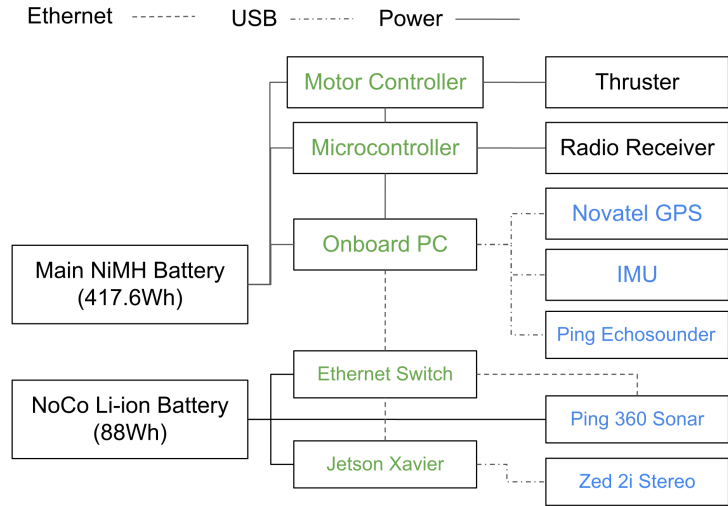 Ethernet
USB
Power
Motor Controller
Thruster
Microcontroller
Radio Receiver
Novatel GPS
Onboard PC
Main NiMH Battery
(417.6Wh)
IMU
Ping Echosounder
Ethernet Switch
NoCo Li-ion Battery
(88Wh)
Ping 360 Sonar
Jetson Xavier
Zed 2i Stereo